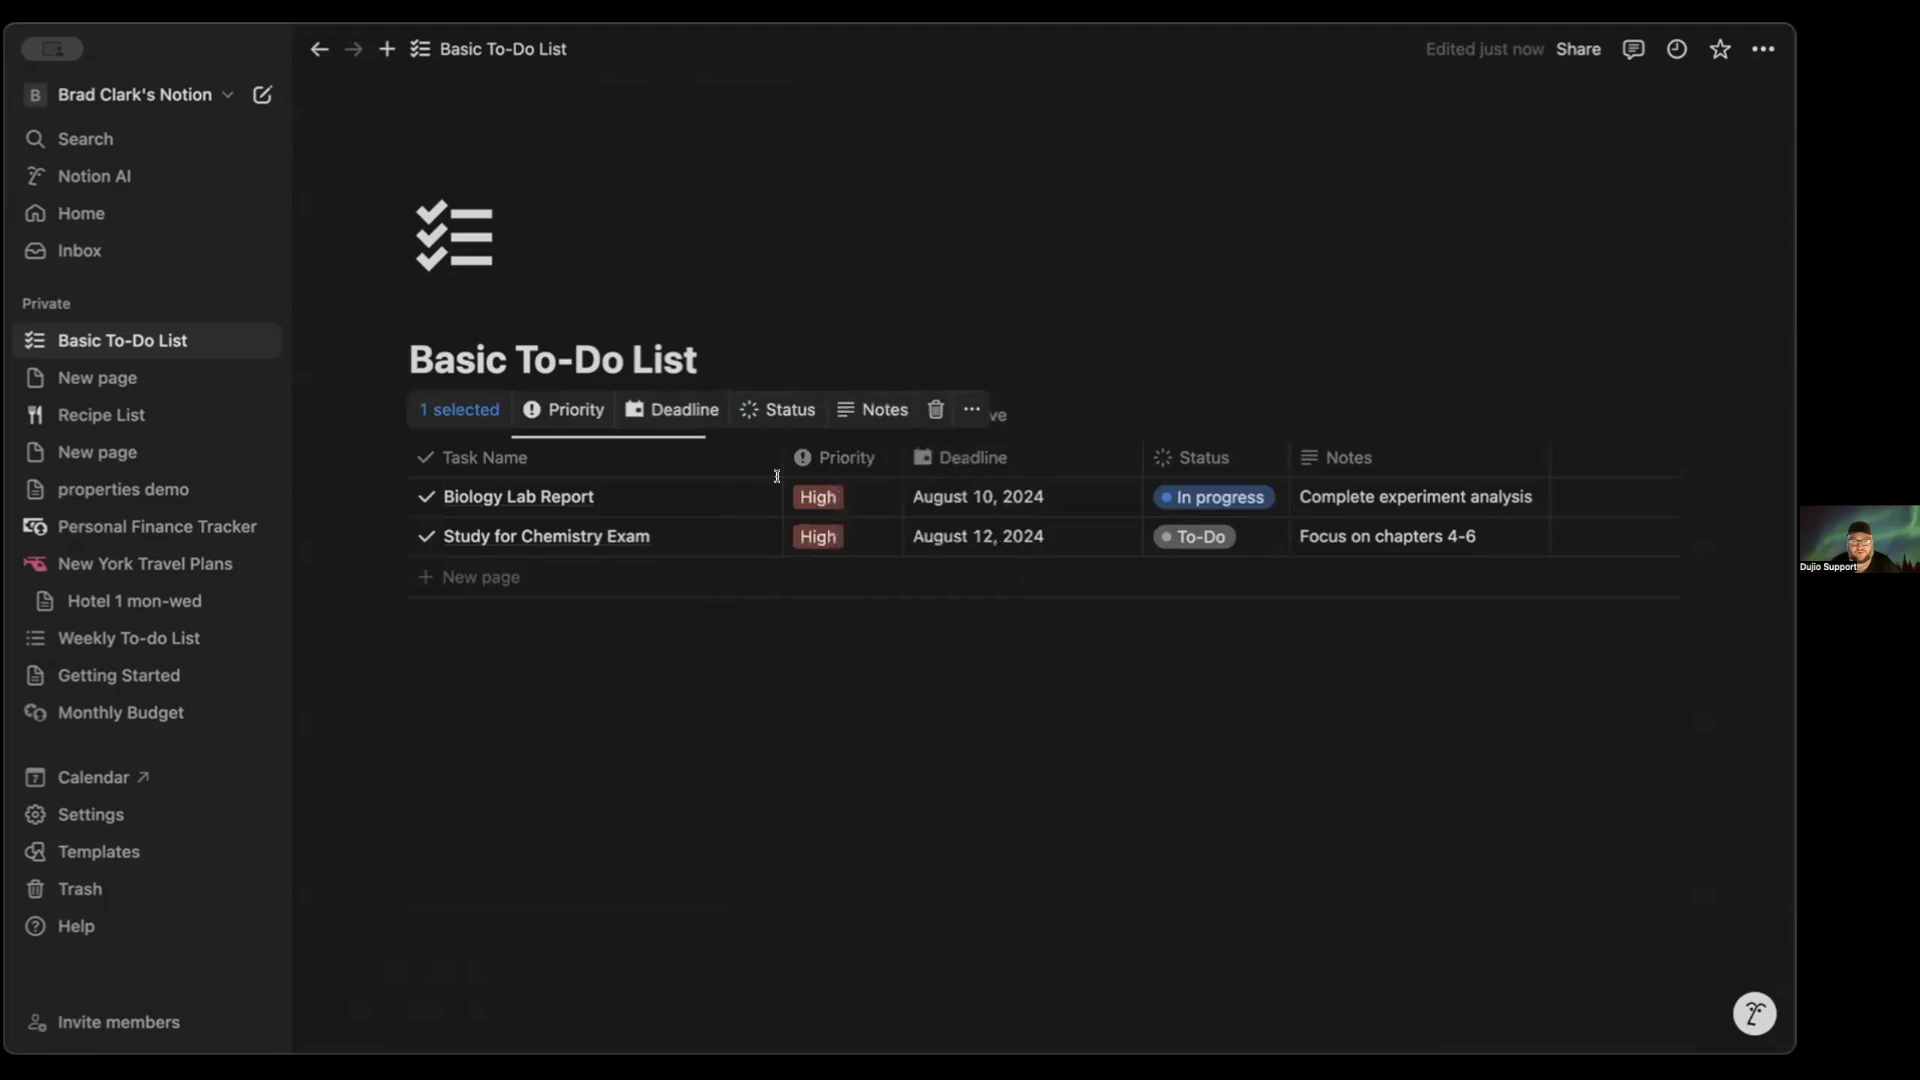 Basic To-Do List
Edited just now Share
B Brad Clark's Notion
Search
Notion AI
Home
Inbox
Private
Basic To-Do List
New page
Recipe List
New page
properties demo
Personal Finance Tracker
New York Travel Plans
Hotel 1 mon-wed
Weekly To-do List
Getting Started
Monthly Budget
7 Calendar
Settings
Templates
Trash
Help
Invite members
Basic To-Do List
1 selected Priority Deadline Status Notes ve
Task Name Priority Deadline Status Notes
Biology Lab Report High August 10, 2024 In progress Complete experiment analysis
Study for Chemistry Exam High August 12, 2024 To-Do Focus on chapters 4-6
New page
Dujio Support